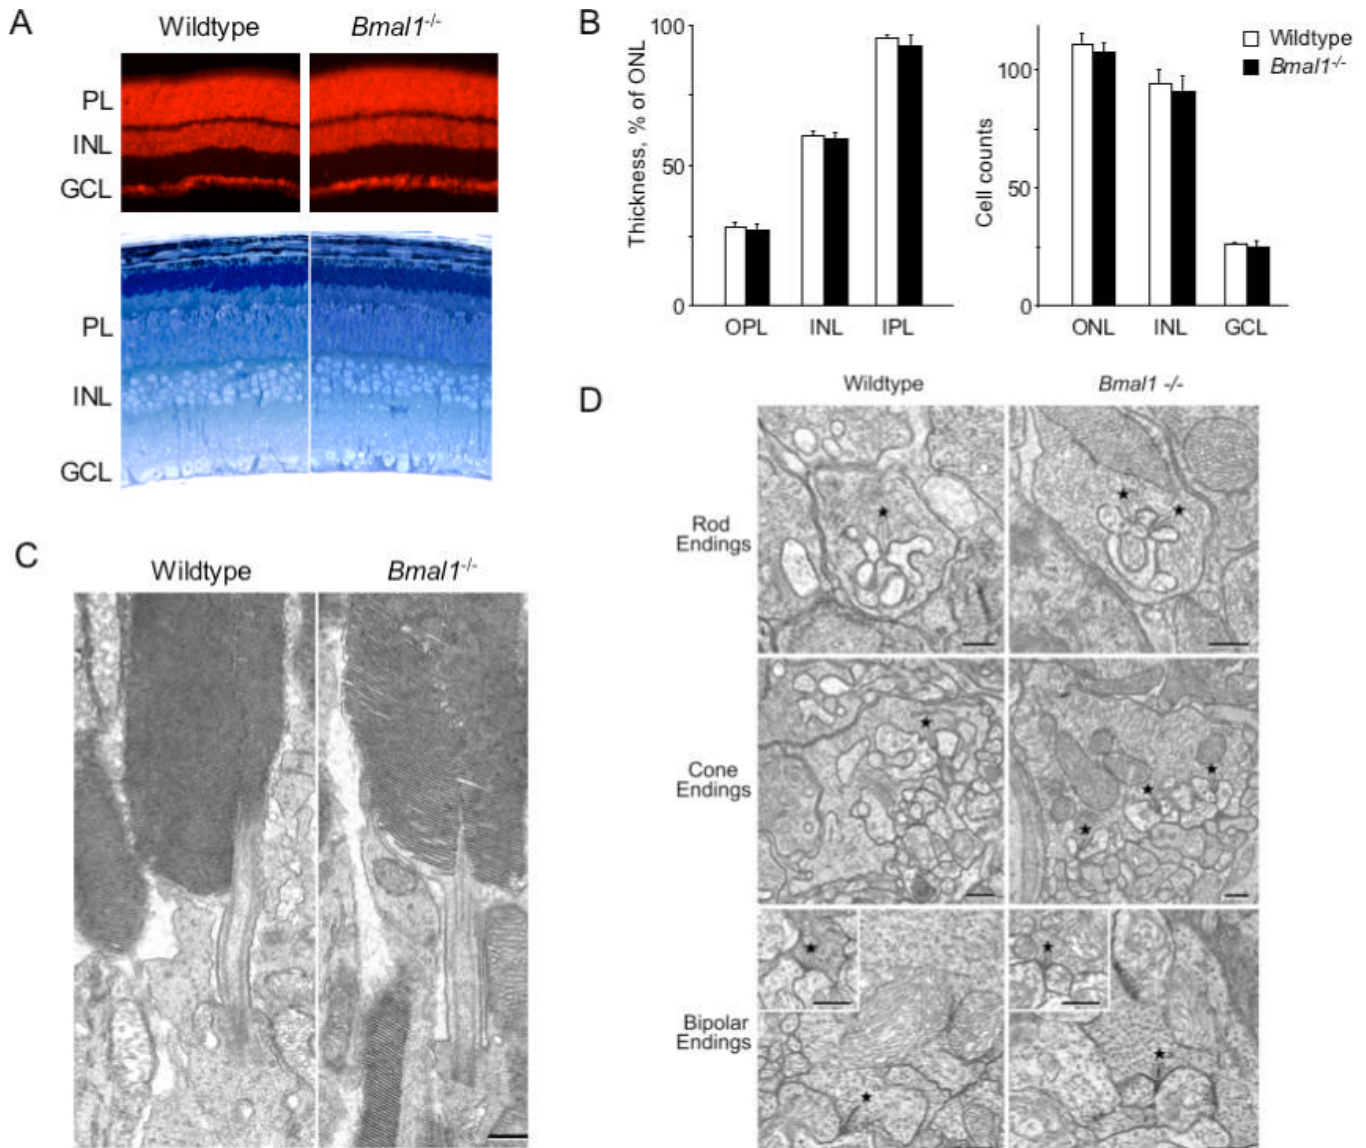 A
Wildtype
Bmal1-/-
PL
INL
GCL
PL
INL
GCL
B
Thickness, % of ONL
100
50
0
OPL
INL
IPL
Cell counts
100
50
0
ONL
INL
GCL
Wildtype
Bmal1-/-
C
Wildtype
Bmal1-/-
D
Wildtype
Bmal1 -/-
Rod
Endings
Cone
Endings
Bipolar
Endings